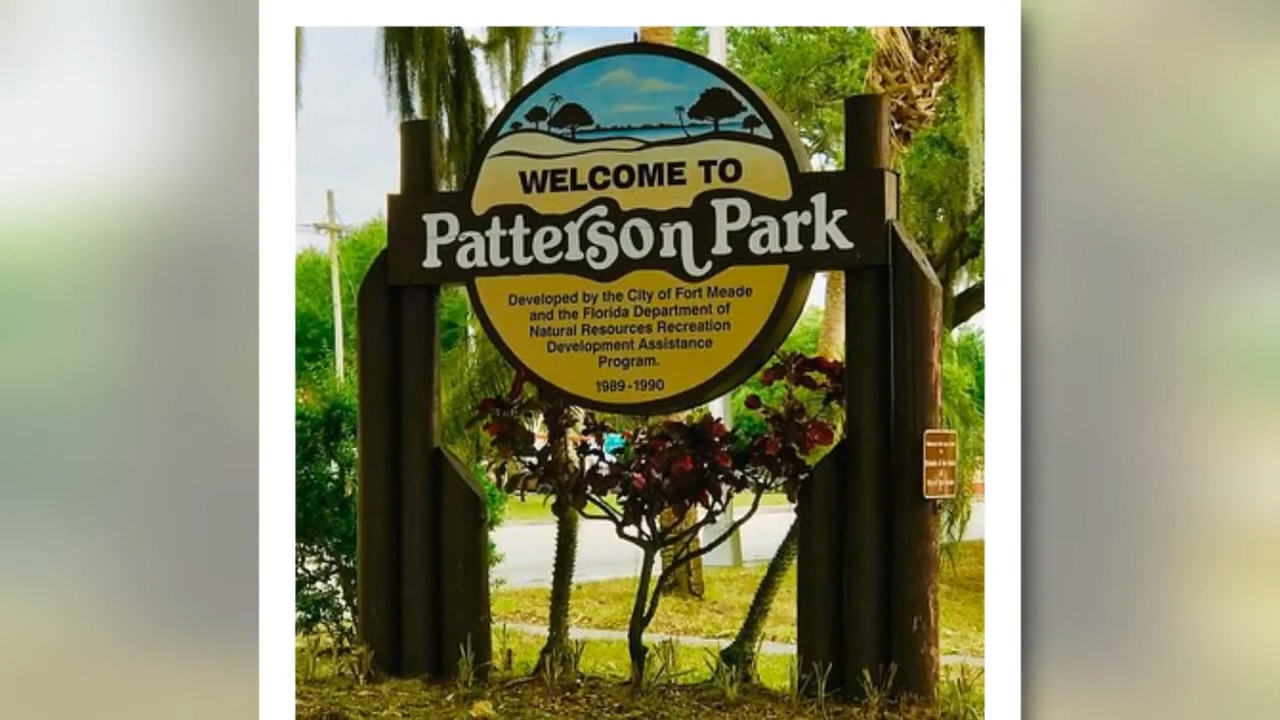 WELCOME TO
Patterson Park
Developed by the City of Fort Meade
and the Florida Department of
Natural Resources Recreation
Development Assistance
Program.
1989-1990